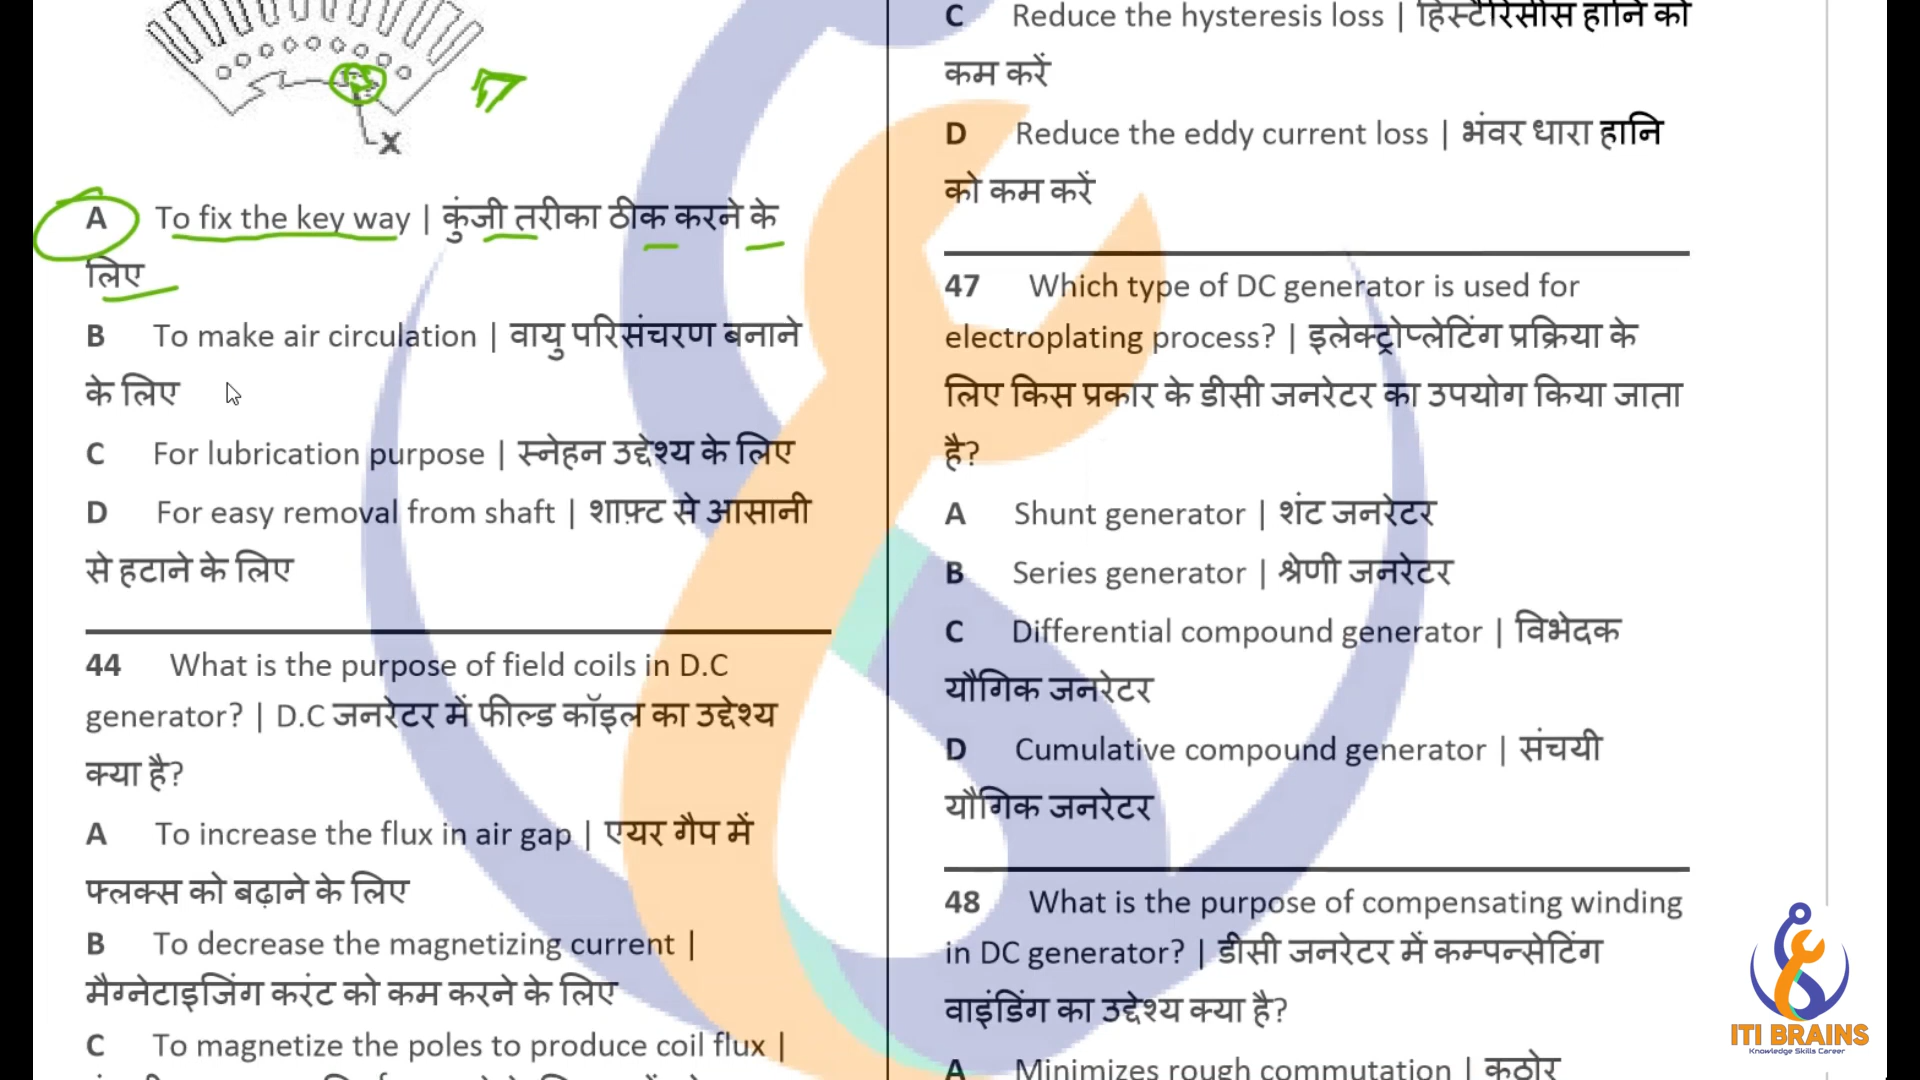 X
A To fix the key way | कुंजी तरीका ठीक करने के
लिए
B To make air circulation | वायु परिसंचरण बनाने
के लिए
C For lubrication purpose | स्नेहन उद्देश्य के लिए
D For easy removal from shaft | शाफ़्ट से आसानी
से हटाने के लिए
44 What is the purpose of field coils in D.C
generator? | D.C जनरेटर में फील्ड कॉइल का उद्देश्य
क्या है?
A To increase the flux in air gap | एयर गैप में
फ्लक्स को बढ़ाने के लिए
B To decrease the magnetizing current |
मैग्नेटाइजिंग करंट को कम करने के लिए
C To magnetize the poles to produce coil flux |
C Reduce the hysteresis loss | हिस्टैरिसीस हानि को
कम करें
D Reduce the eddy current loss | भंवर धारा हानि
को कम करें
47 Which type of DC generator is used for
electroplating process? | इलेक्ट्रोप्लेटिंग प्रक्रिया के
लिए किस प्रकार के डीसी जनरेटर का उपयोग किया जाता
है?
A Shunt generator | शंट जनरेटर
B Series generator | श्रेणी जनरेटर
C Differential compound generator | विभेदक
यौगिक जनरेटर
D Cumulative compound generator | संचयी
यौगिक जनरेटर
48 What is the purpose of compensating winding
in DC generator? | डीसी जनरेटर में कम्पन्सेटिंग
वाइंडिंग का उद्देश्य क्या है?
A Minimizes rough commutation | कठोर
ITI BRAINS
Knowledge Skills Career